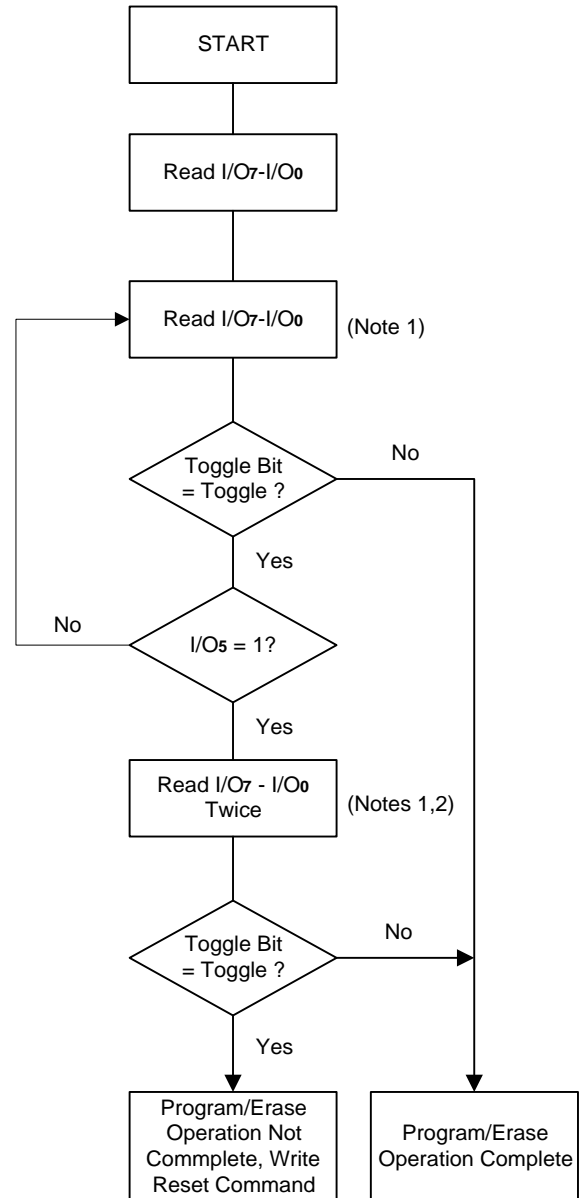 START
Read I/O7-I/O0
Read I/O7-I/O0
(Note 1)
Toggle Bit
= Toggle ?
No
Yes
No
I/O5 = 1?
Yes
Read I/O7 - I/O0
Twice
(Notes 1,2)
Toggle Bit
= Toggle ?
No
Yes
Program/Erase
Operation Not
Commplete, Write
Reset Command
Program/Erase
Operation Complete